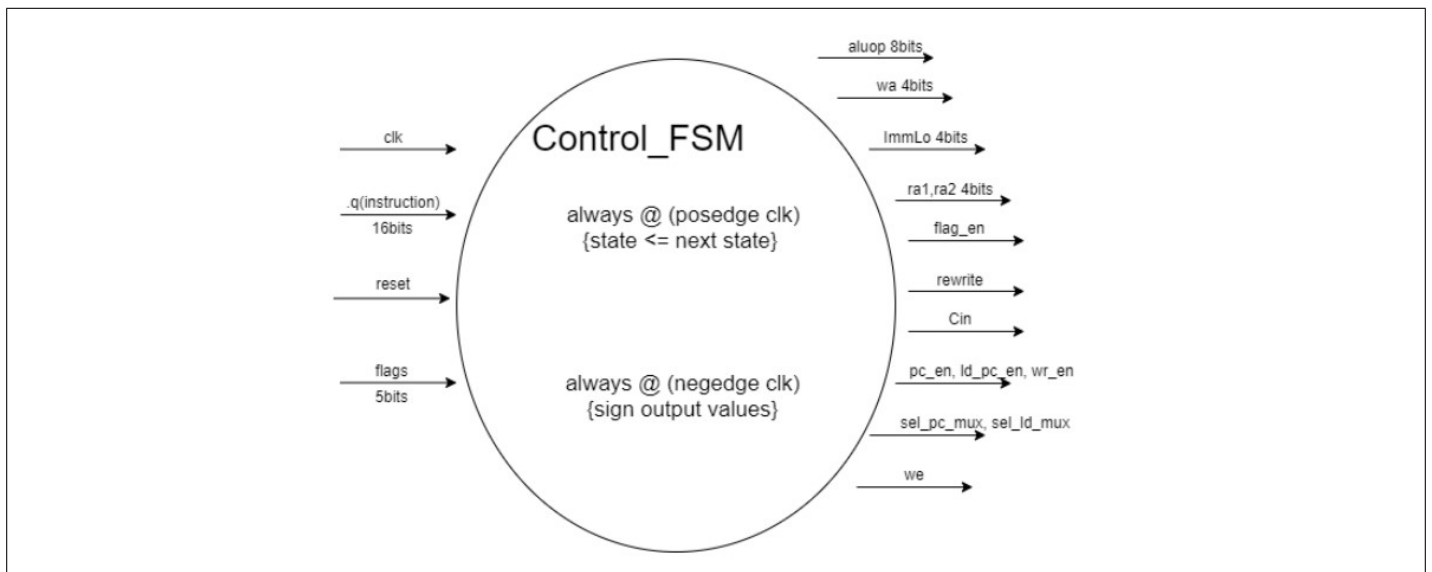 Control_FSM
clk
.q(instruction)
16bits
reset
flags
5bits
always @ (posedge clk)
{state <= next state}
always @ (negedge clk)
{sign output values}
aluop 8bits
wa 4bits
ImmLo 4bits
ra1,ra2 4bits
flag_en
rewrite
Cin
pc_en, ld_pc_en, wr_en
sel_pc_mux, sel_ld_mux
we